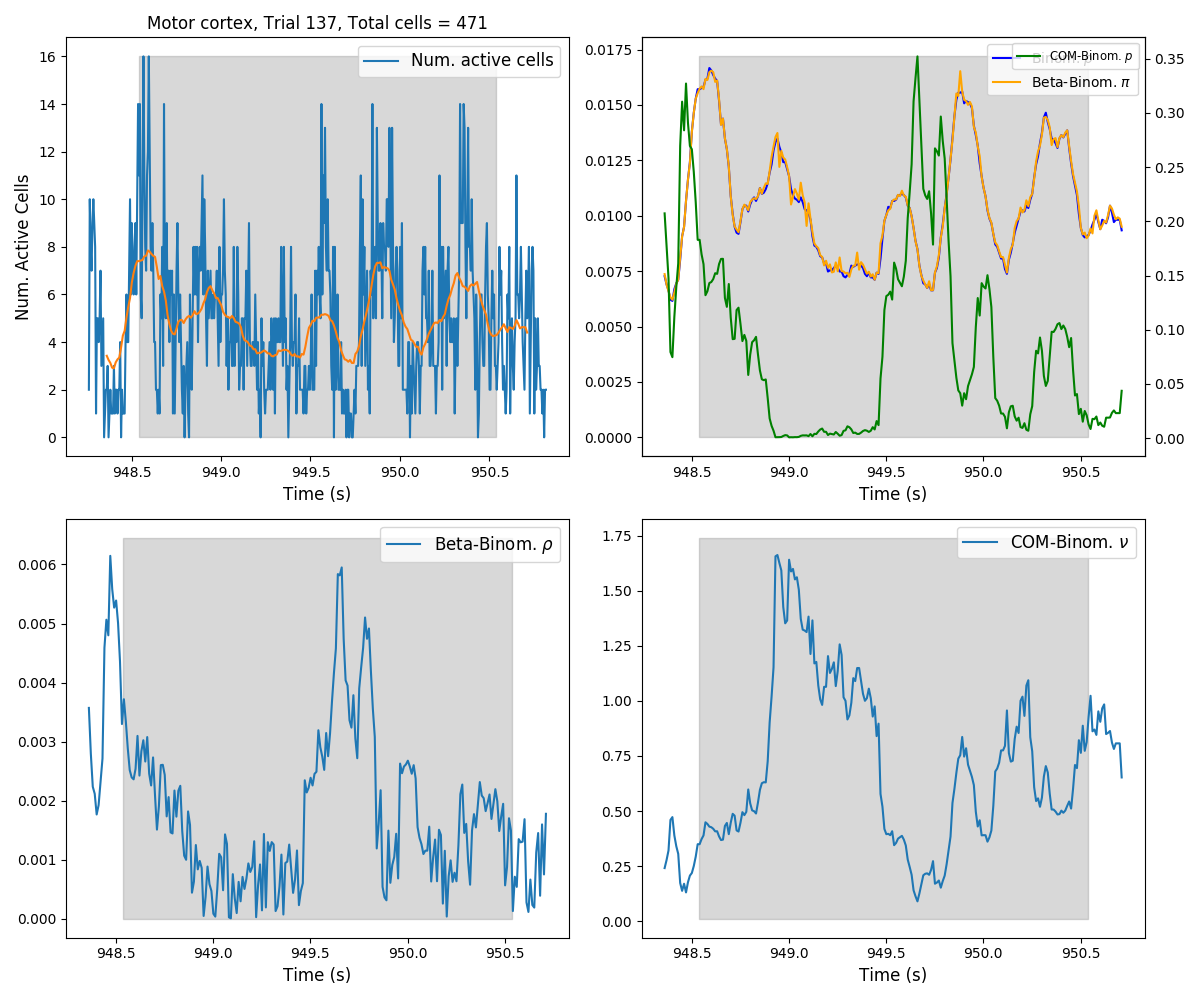 Motor cortex, Trial 137, Total cells = 471
Num. active cells
Num. Active Cells
16
14
12
10
8
6
4
2
0
948.5 949.0 949.5 950.0 950.5
Time (s)
COM-Binom. p
Beta-Binom. π
0.0175
0.0150
0.0125
0.0100
0.0075
0.0050
0.0025
0.0000
0.35
0.30
0.25
0.20
0.15
0.10
0.05
0.00
948.5 949.0 949.5 950.0 950.5
Time (s)
Beta-Binom. ρ
0.006
0.005
0.004
0.003
0.002
0.001
0.000
948.5 949.0 949.5 950.0 950.5
Time (s)
COM-Binom. ν
1.75
1.50
1.25
1.00
0.75
0.50
0.25
0.00
948.5 949.0 949.5 950.0 950.5
Time (s)